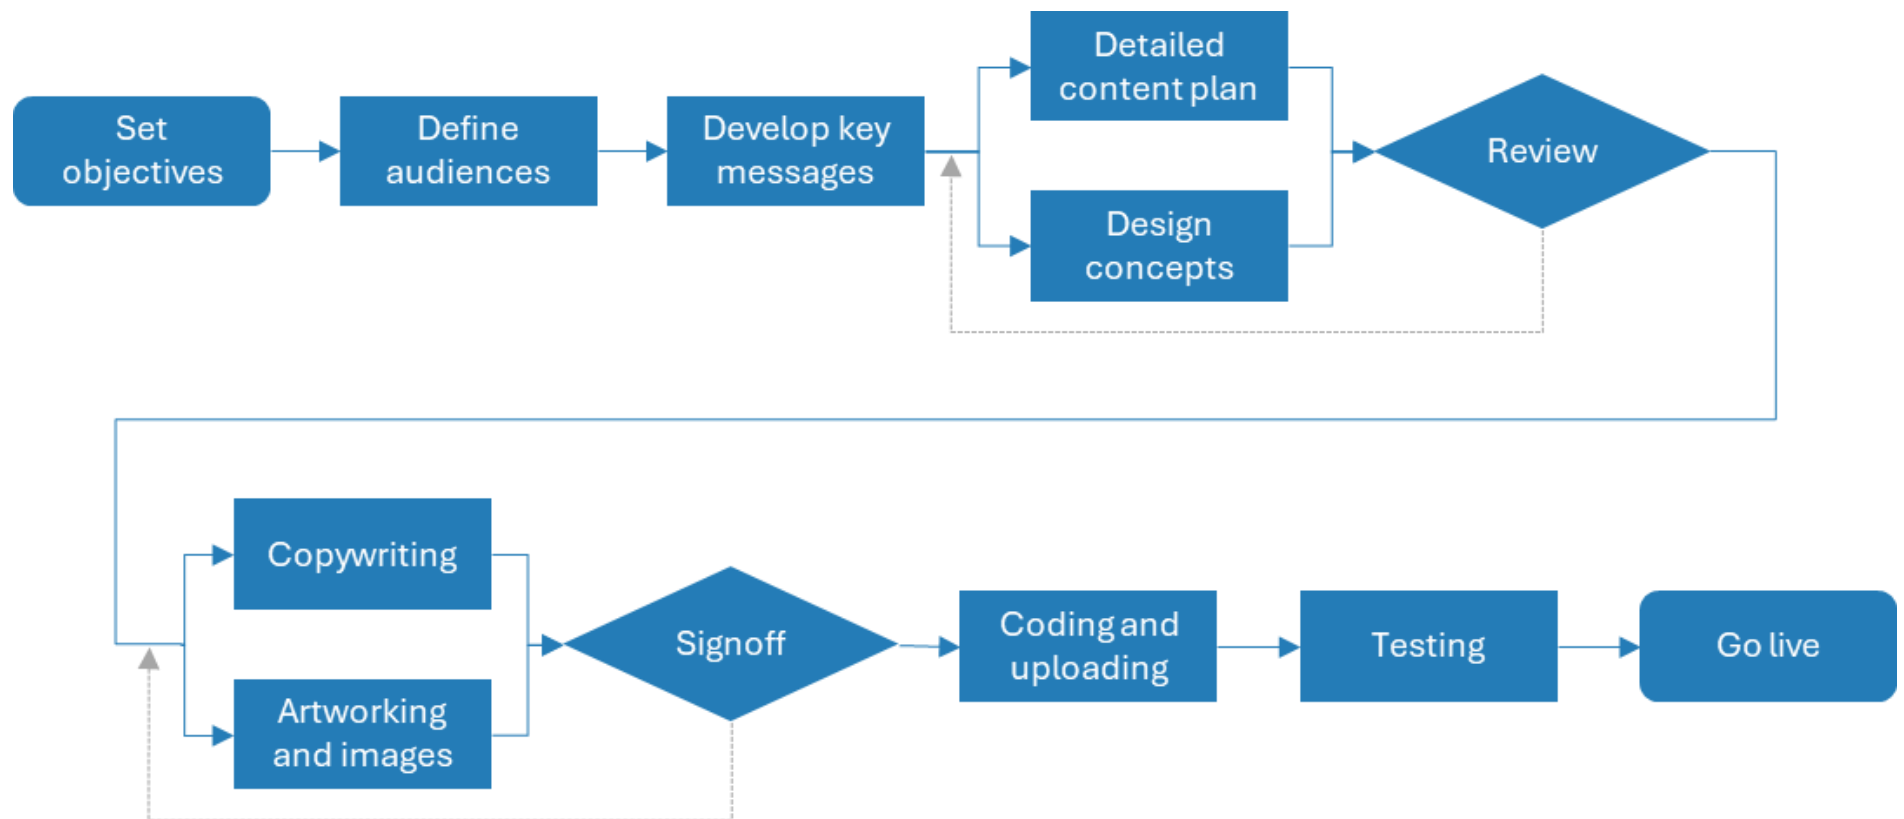 Set
objectives
Define
audiences
Develop key
messages
Detailed
content plan
Design
concepts
Review
Copywriting
Artworking
and images
Signoff
Coding and
uploading
Testing
Go live